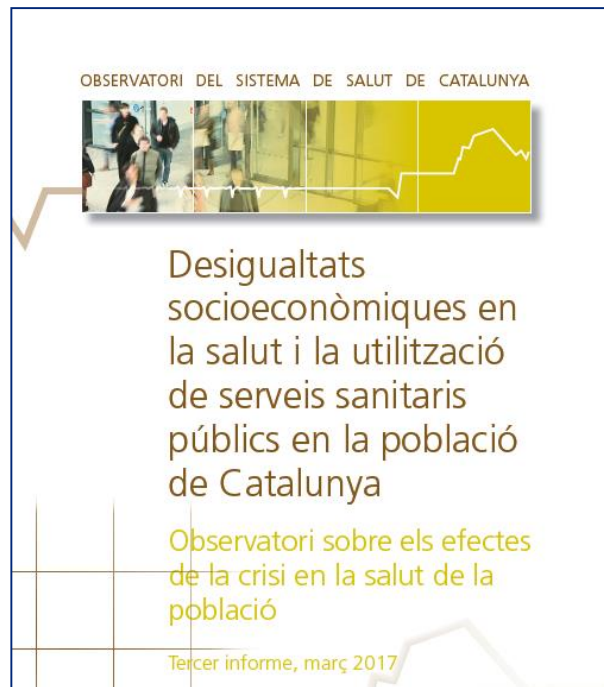 OBSERVATORI DEL SISTEMA DE SALUT DE CATALUNYA
Desigualtats
socioeconòmiques en
la salut i la utilització
de serveis sanitaris
públics en la població
de Catalunya
Observatori sobre els efectes
de la crisi en la salut de la
població
Tercer informe, març 2017